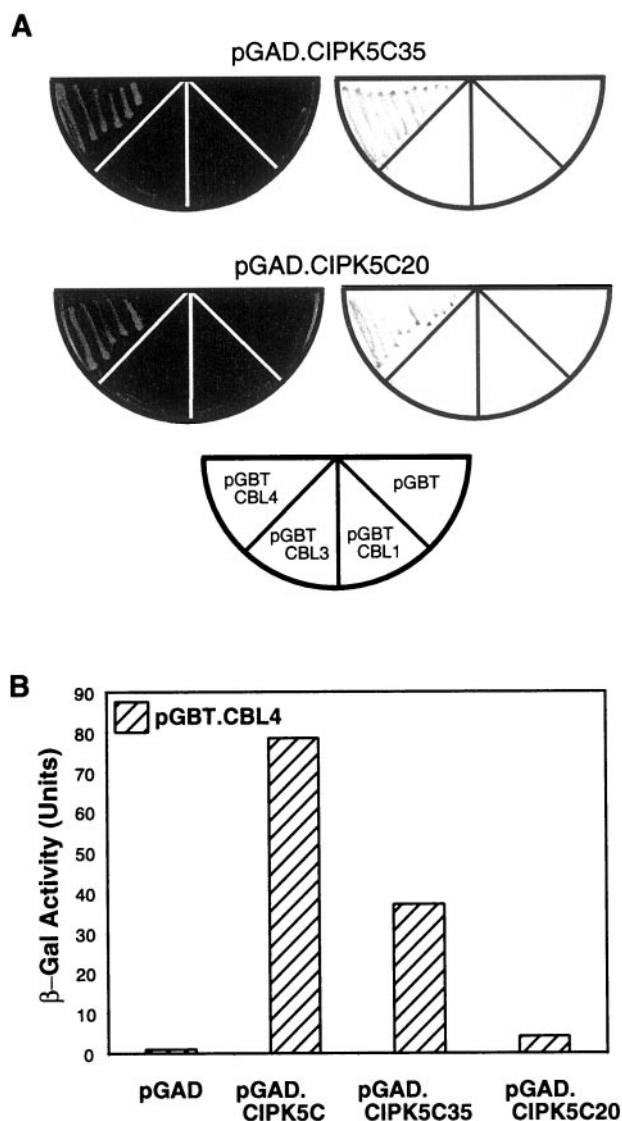 A
pGAD.CIPK5C35
pGAD.CIPK5C20
pGBT
CBL4
pGBT
CBL3
pGBT
CBL1
pGBT
B
90
80
70
60
50
40
30
20
10
0
β–Gal Activity (Units)
pGBT.CBL4
pGAD
pGAD.
CIPK5C
pGAD.
CIPK5C35
pGAD.
CIPK5C20